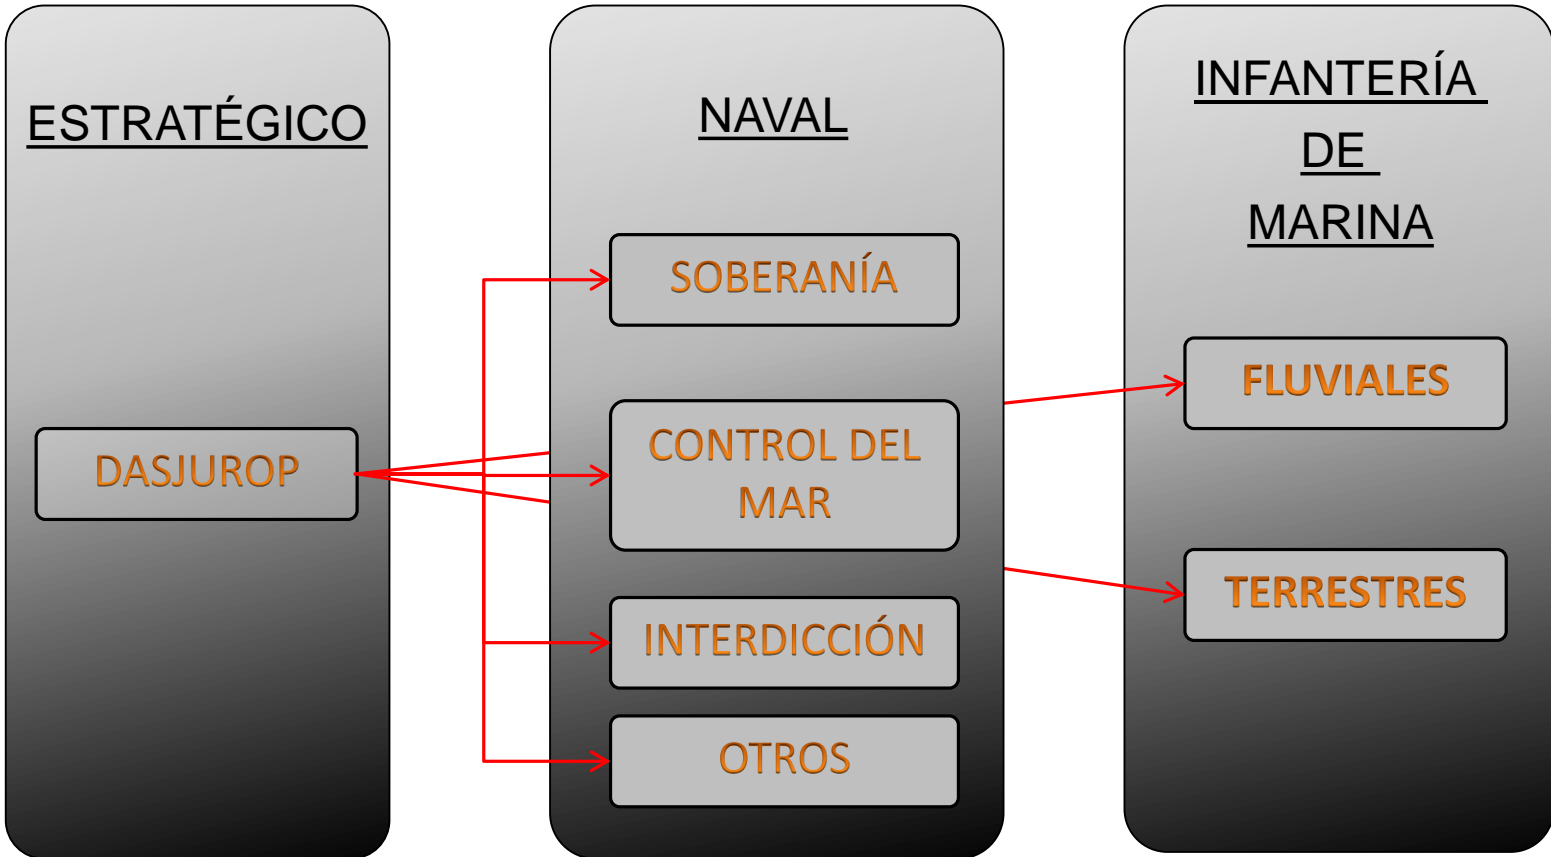 ESTRATÉGICO
DASJUROP
NAVAL
SOBERANÍA
CONTROL DEL
MAR
INTERDICCIÓN
OTROS
INFANTERÍA
DE
MARINA
FLUVIALES
TERRESTRES